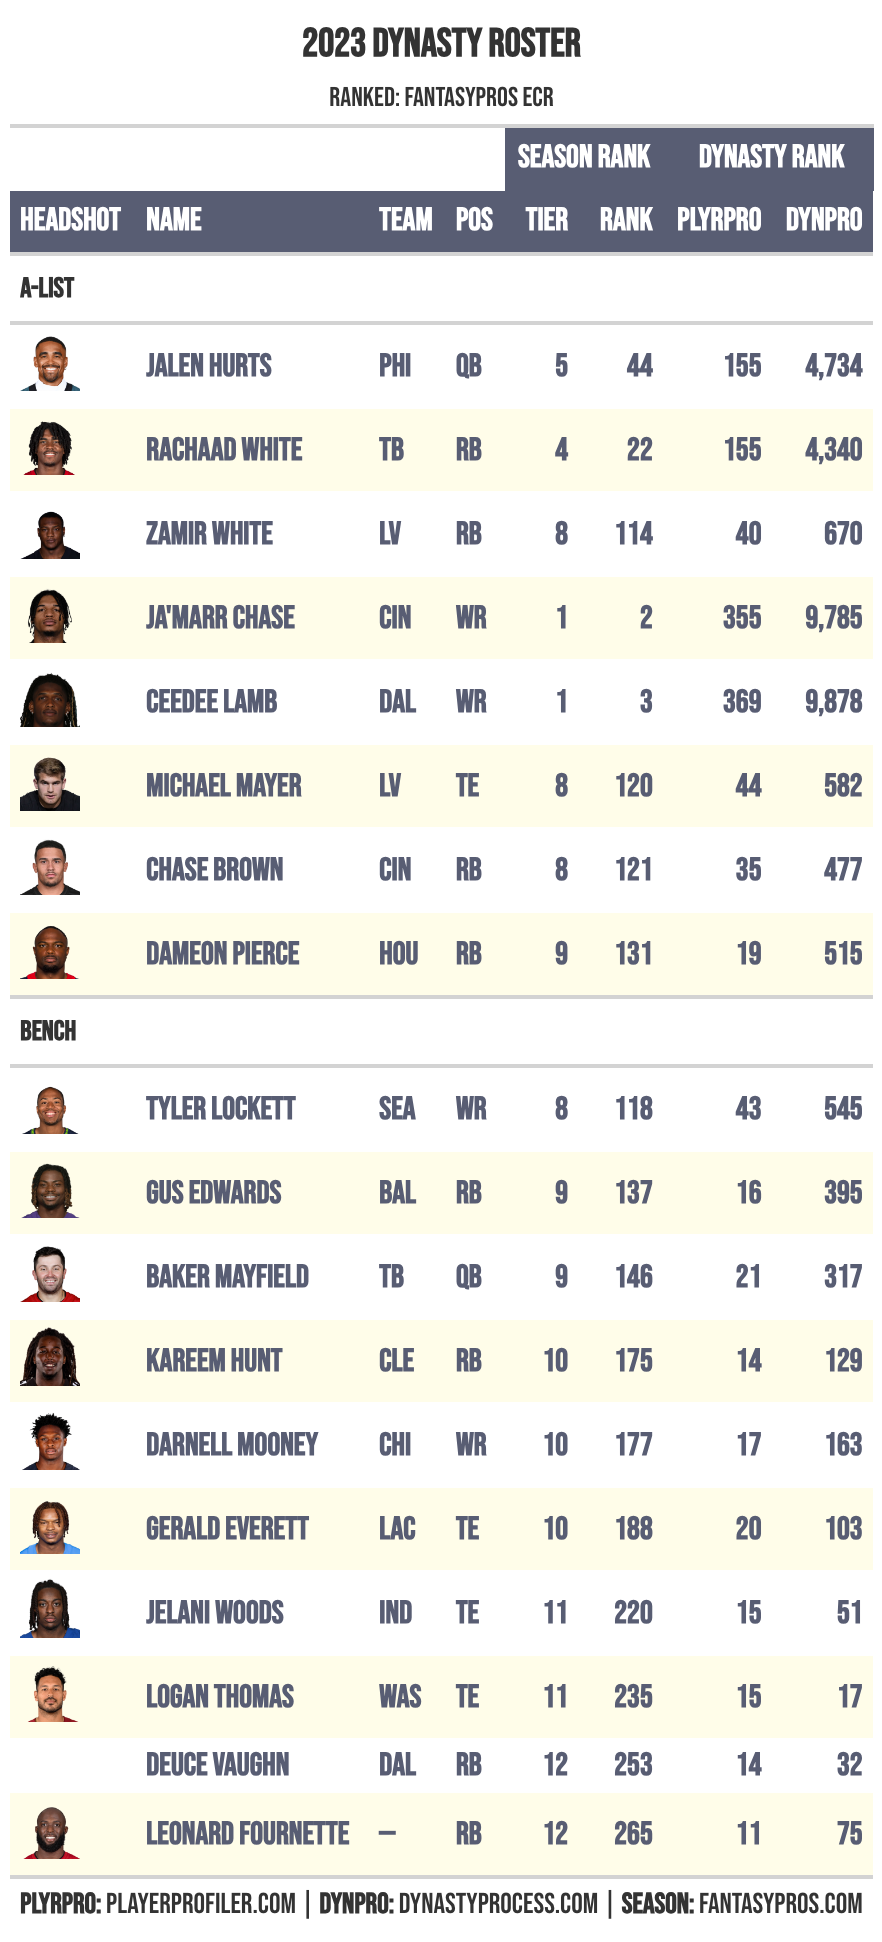 2023 DYNASTY ROSTER
RANKED: FANTASYPROS ECR
SEASON RANK DYNASTY RANK
HEADSHOT NAME TEAM POS TIER RANK PLYRPRO DYNPRO
A-LIST
JALEN HURTS PHI QB 5 44 155 4,734
RACHAAD WHITE TB RB 4 22 155 4,340
ZAMIR WHITE LV RB 8 114 40 670
JA'MARR CHASE CIN WR 1 2 355 9,785
CEEDEE LAMB DAL WR 1 3 369 9,878
MICHAEL MAYER LV TE 8 120 44 582
CHASE BROWN CIN RB 8 121 35 477
DAMEON PIERCE HOU RB 9 131 19 515
BENCH
TYLER LOCKETT SEA WR 8 118 43 545
GUS EDWARDS BAL RB 9 137 16 395
BAKER MAYFIELD TB QB 9 146 21 317
KAREEM HUNT CLE RB 10 175 14 129
DARNELL MOONEY CHI WR 10 177 17 163
GERALD EVERETT LAC TE 10 188 20 103
JELANI WOODS IND TE 11 220 15 51
LOGAN THOMAS WAS TE 11 235 15 17
DEUCE VAUGHN DAL RB 12 253 14 32
LEONARD FOURNETTE — RB 12 265 11 75
PLYRPRO: PLAYERPROFILER.COM | DYNPRO: DYNASTYPROCESS.COM | SEASON: FANTASYPROS.COM